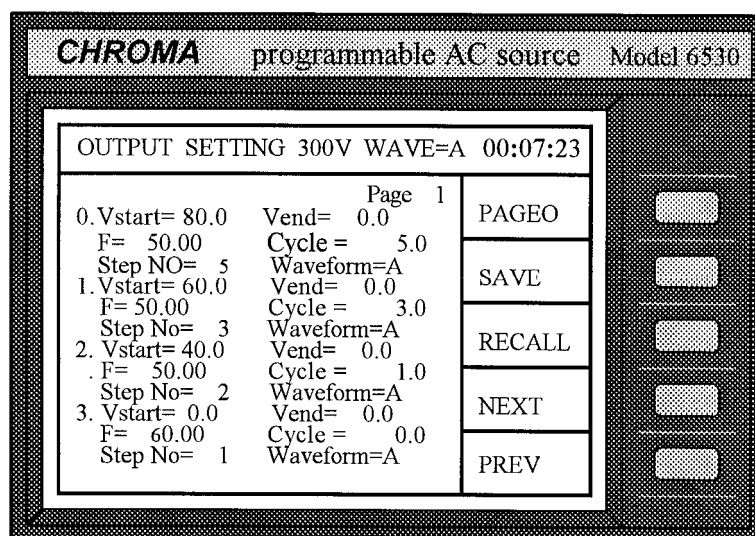 CHROMA programmable AC source Model 6530
OUTPUT SETTING 300V WAVE=A 00:07:23
Page 1
0.Vstart= 80.0 Vend= 0.0
F= 50.00 Cycle = 5.0
Step NO= 5 Waveform=A
1.Vstart= 60.0 Vend= 0.0
F= 50.00 Cycle = 3.0
Step No= 3 Waveform=A
2. Vstart= 40.0 Vend= 0.0
. F= 50.00 Cycle = 1.0
Step No= 2 Waveform=A
3. Vstart= 0.0 Vend= 0.0
F= 60.00 Cycle = 0.0
Step No= 1 Waveform=A
PAGEO
SAVE
RECALL
NEXT
PREV